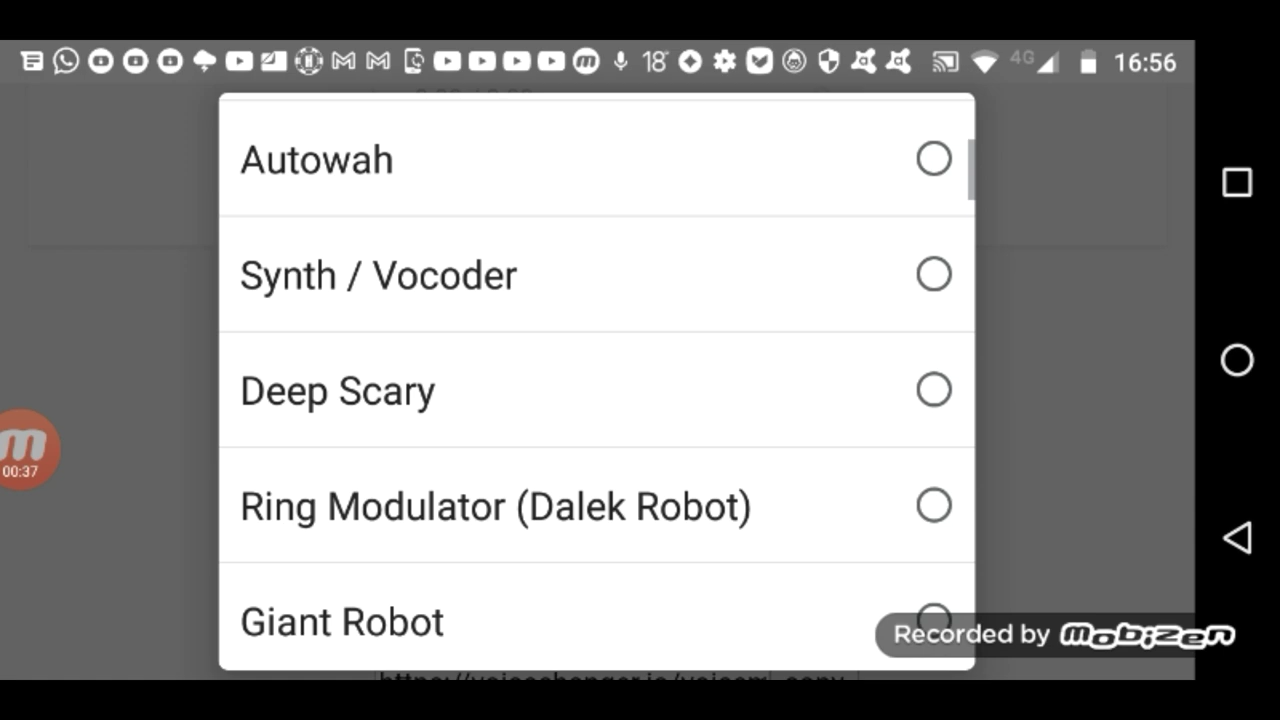 18°
4G
16:56
Autowah
Synth / Vocoder
Deep Scary
Ring Modulator (Dalek Robot)
Giant Robot
00:37
Recorded by mobizen